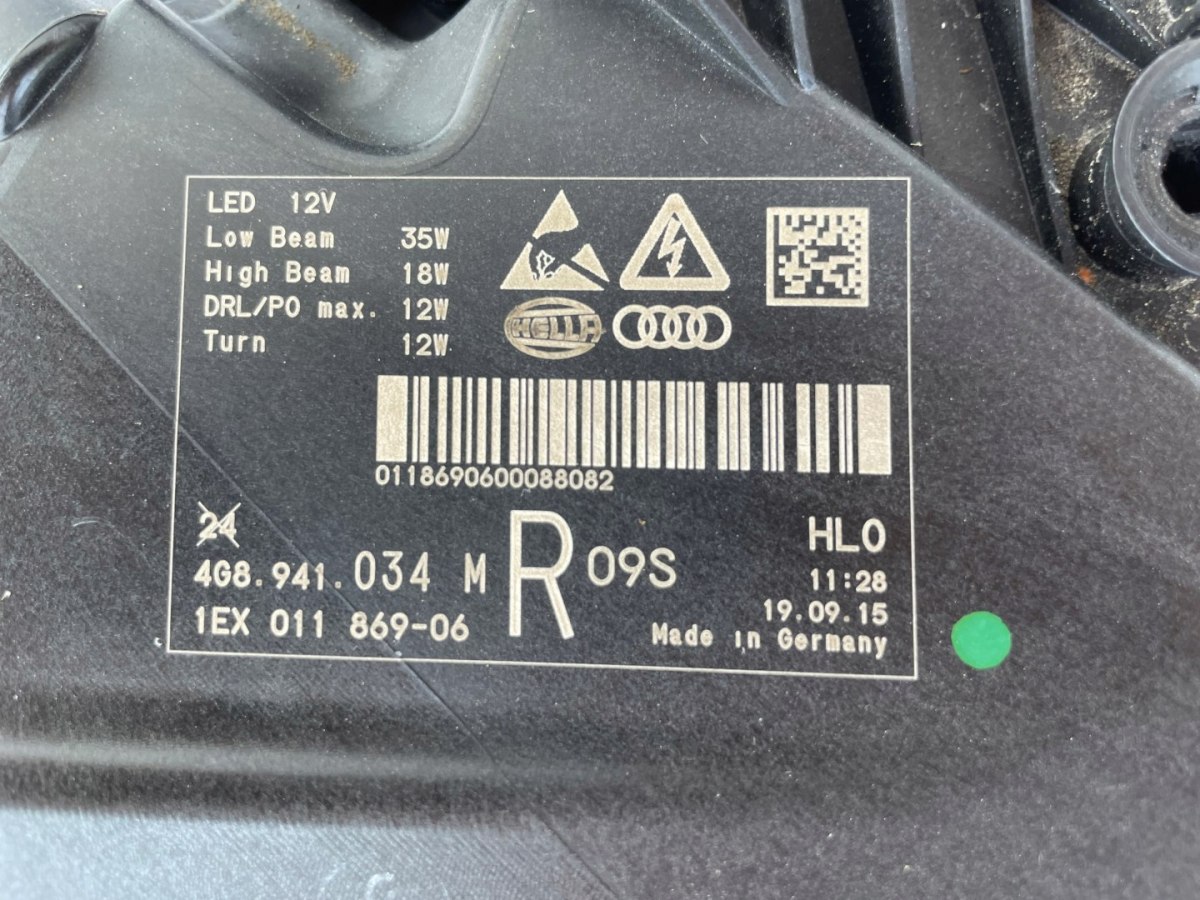 LED 12V
Low Beam 35W
High Beam 18W
DRL/PO max. 12W
Turn 12W
HELLA
0118690600088082
24
4G8.941.034 M R 09S
1EX 011 869-06
HLO
11:28
19.09.15
Made in Germany